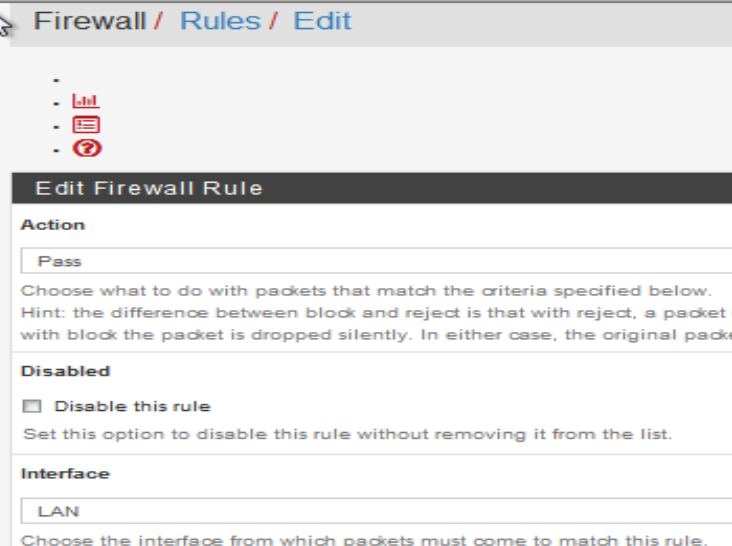 Firewall / Rules / Edit
Edit Firewall Rule
Action
Pass
Choose what to do with packets that match the criteria specified below.
Hint: the difference between block and reject is that with reject, a packet
with block the packet is dropped silently. In either case, the original
Disabled
Disable this rule
Set this option to disable this rule without removing it from the list.
Interface
LAN
Choose the interface from which packets must come to match this rule.